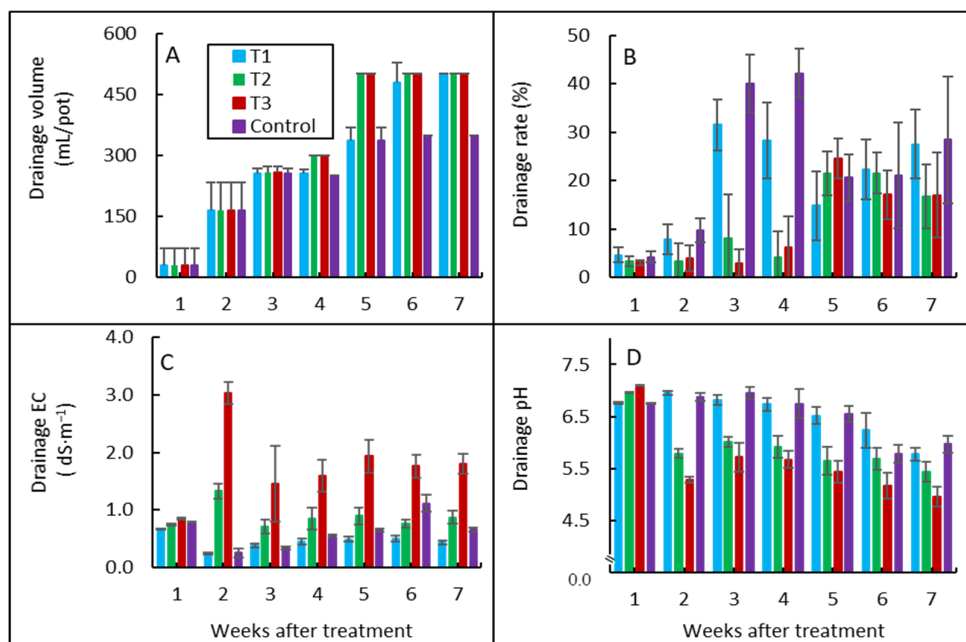 A
T1
T2
T3
Control
Drainage volume
(mL/pot)
600
450
300
150
0
1 2 3 4 5 6 7
B
Drainage rate (%)
50
40
30
20
10
0
1 2 3 4 5 6 7
C
Drainage EC
( dS·m⁻¹)
4.0
3.0
2.0
1.0
0.0
1 2 3 4 5 6 7
Weeks after treatment
D
Drainage pH
7.5
6.5
5.5
4.5
0.0
1 2 3 4 5 6 7
Weeks after treatment